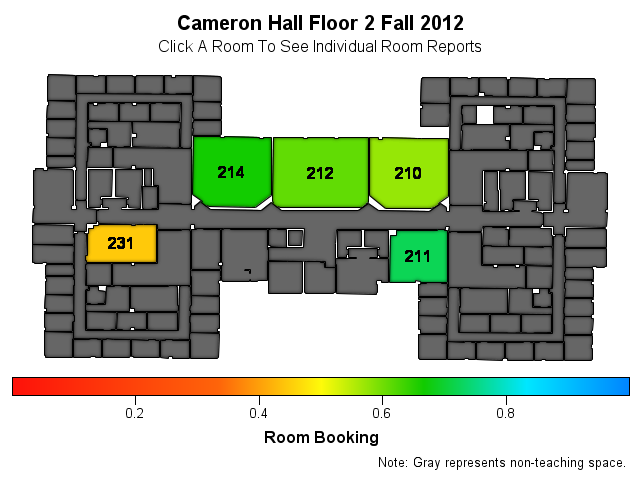 Cameron Hall Floor 2 Fall 2012
Click A Room To See Individual Room Reports
214
212
210
231
211
0.2 0.4 0.6 0.8
Room Booking
Note: Gray represents non-teaching space.